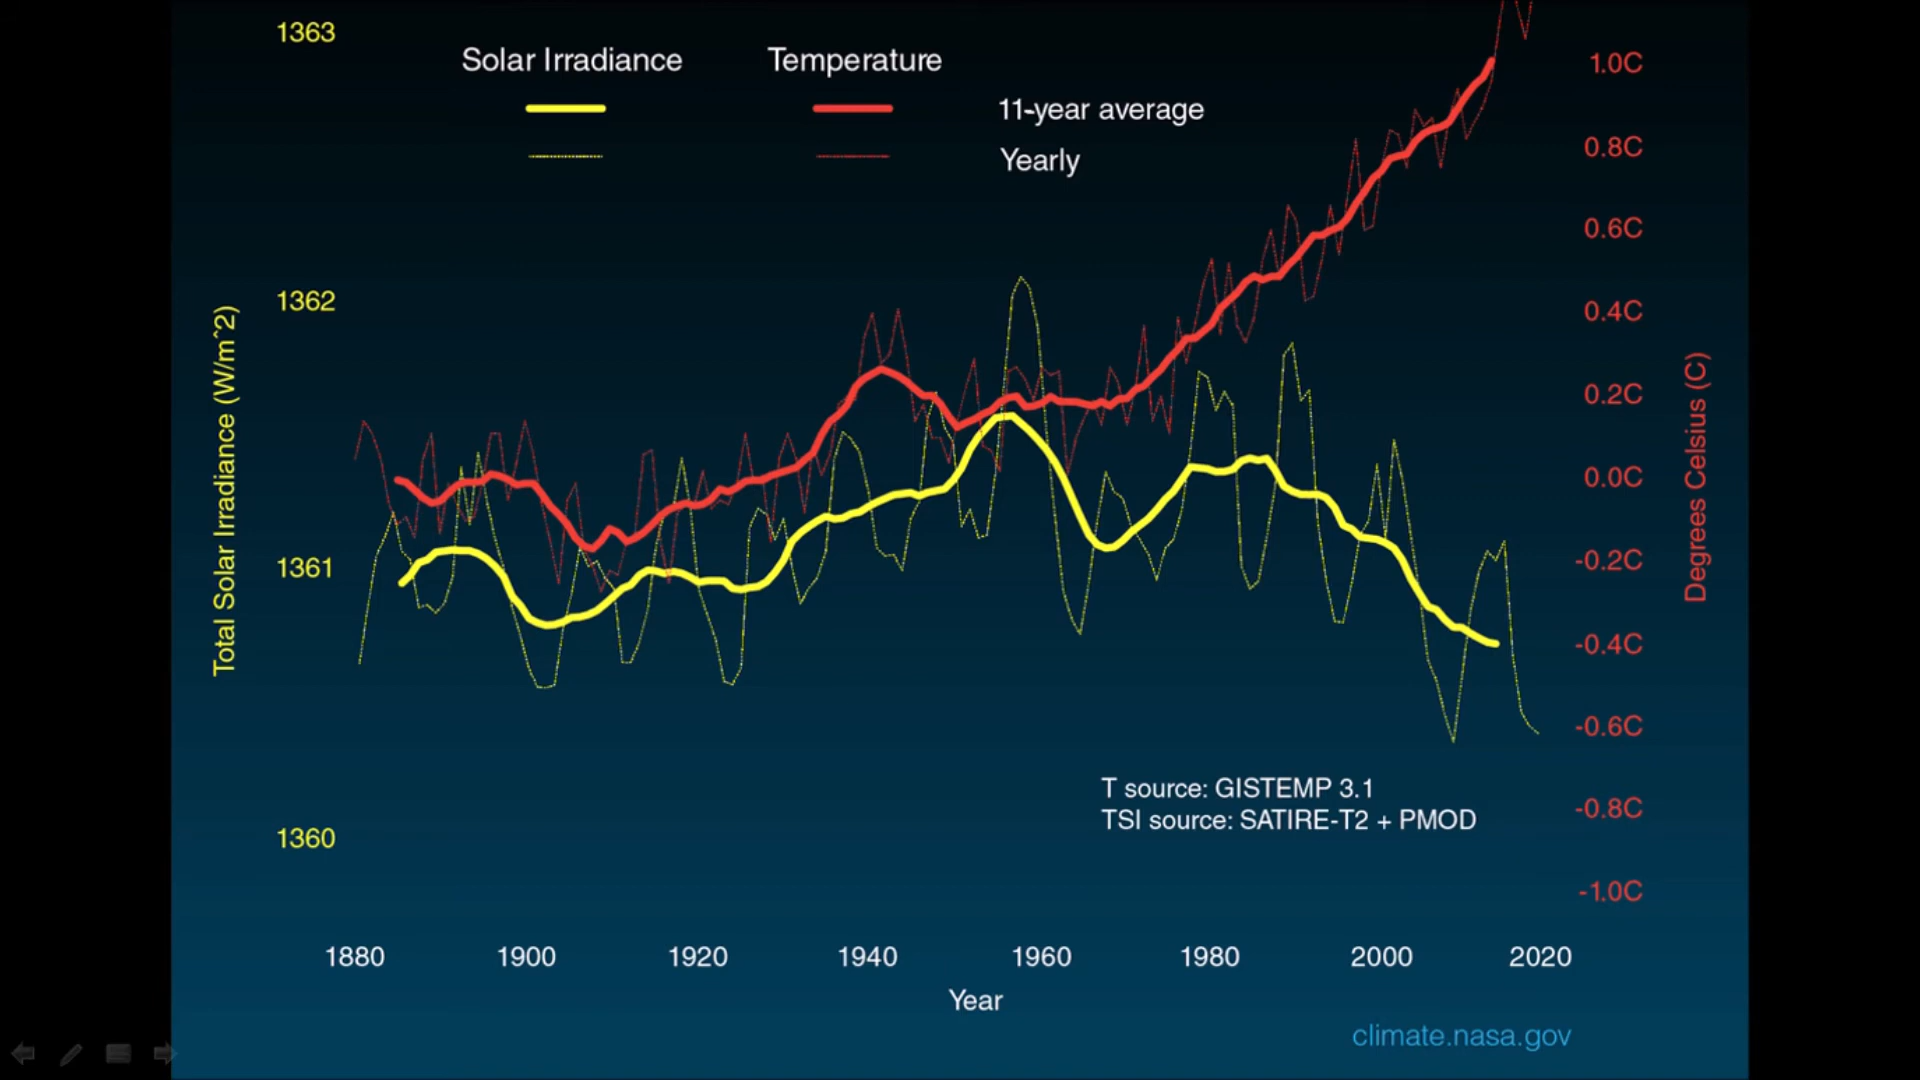 1363
Solar Irradiance Temperature
11-year average
Yearly
1362
1361
1360
Total Solar Irradiance (W/m^2)
1.0C
0.8C
0.6C
0.4C
0.2C
0.0C
-0.2C
-0.4C
-0.6C
-0.8C
-1.0C
Degrees Celsius (C)
T source: GISTEMP 3.1
TSI source: SATIRE-T2 + PMOD
1880 1900 1920 1940 1960 1980 2000 2020
Year
climate.nasa.gov